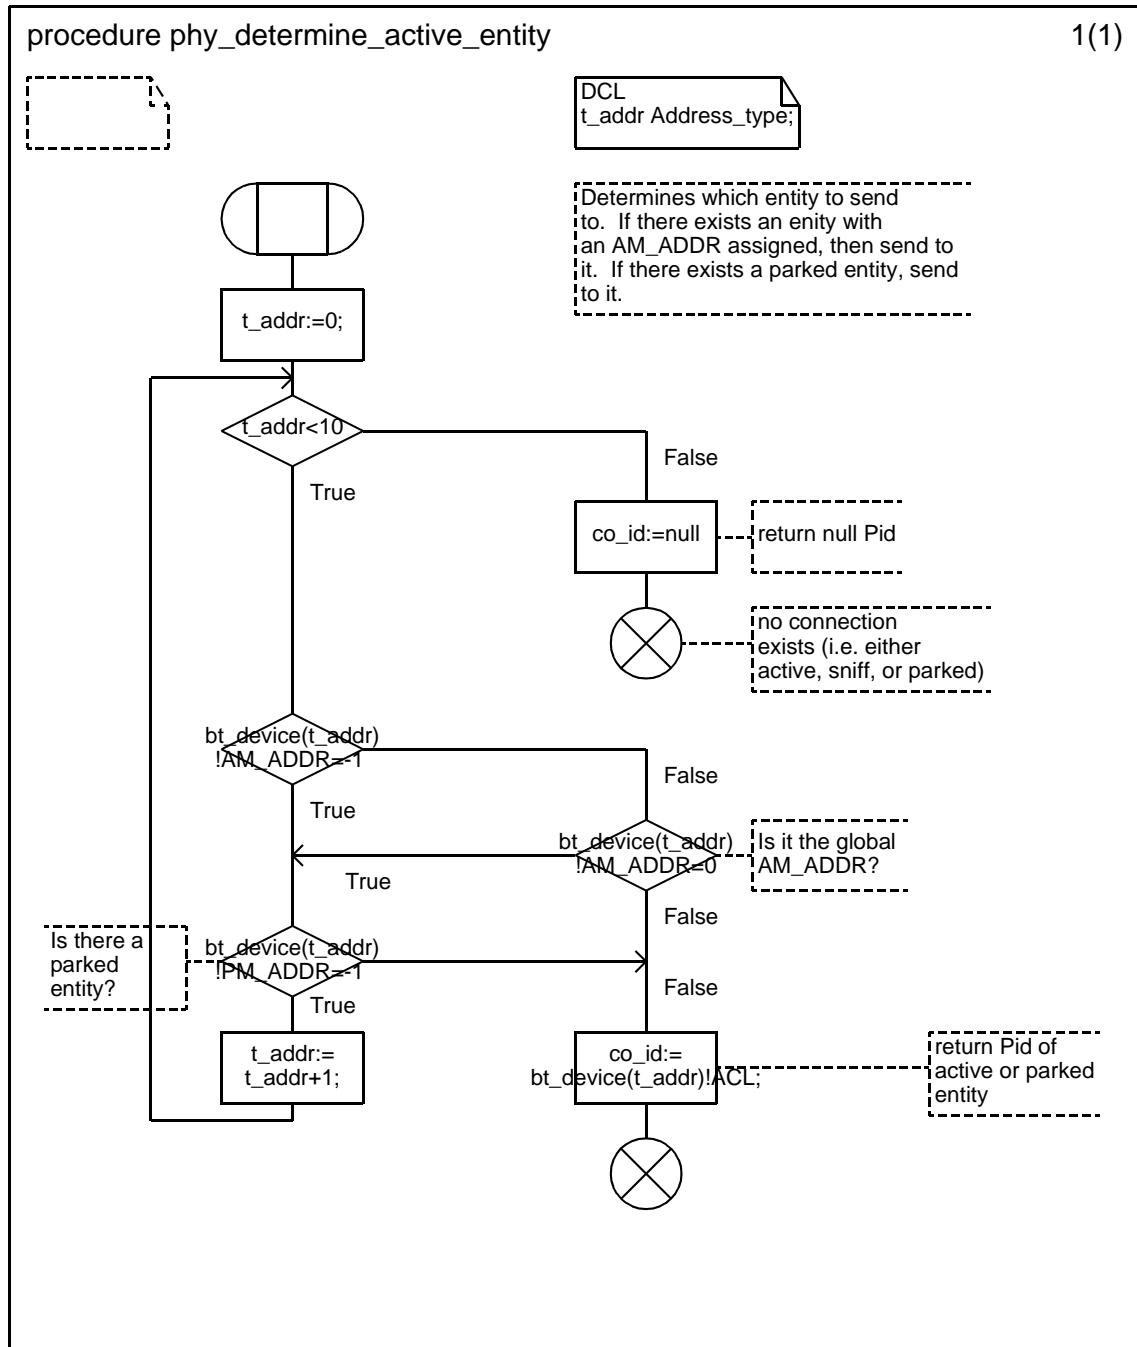 procedure phy_determine_active_entity
1(1)
DCL
t_addr Address_type;
Determines which entity to send
to.  If there exists an enity with
an AM_ADDR assigned, then send to
it.  If there exists a parked entity, send
to it.
t_addr:=0;
t_addr<10
False
True
co_id:=null
return null Pid
no connection
exists (i.e. either
active, sniff, or parked)
bt_device(t_addr)
!AM_ADDR=-1
False
True
bt_device(t_addr)
!AM_ADDR=0
Is it the global
AM_ADDR?
True
False
Is there a
parked
entity?
bt_device(t_addr)
!PM_ADDR=-1
False
True
t_addr:=
t_addr+1;
co_id:=
bt_device(t_addr)!ACL;
return Pid of
active or parked
entity